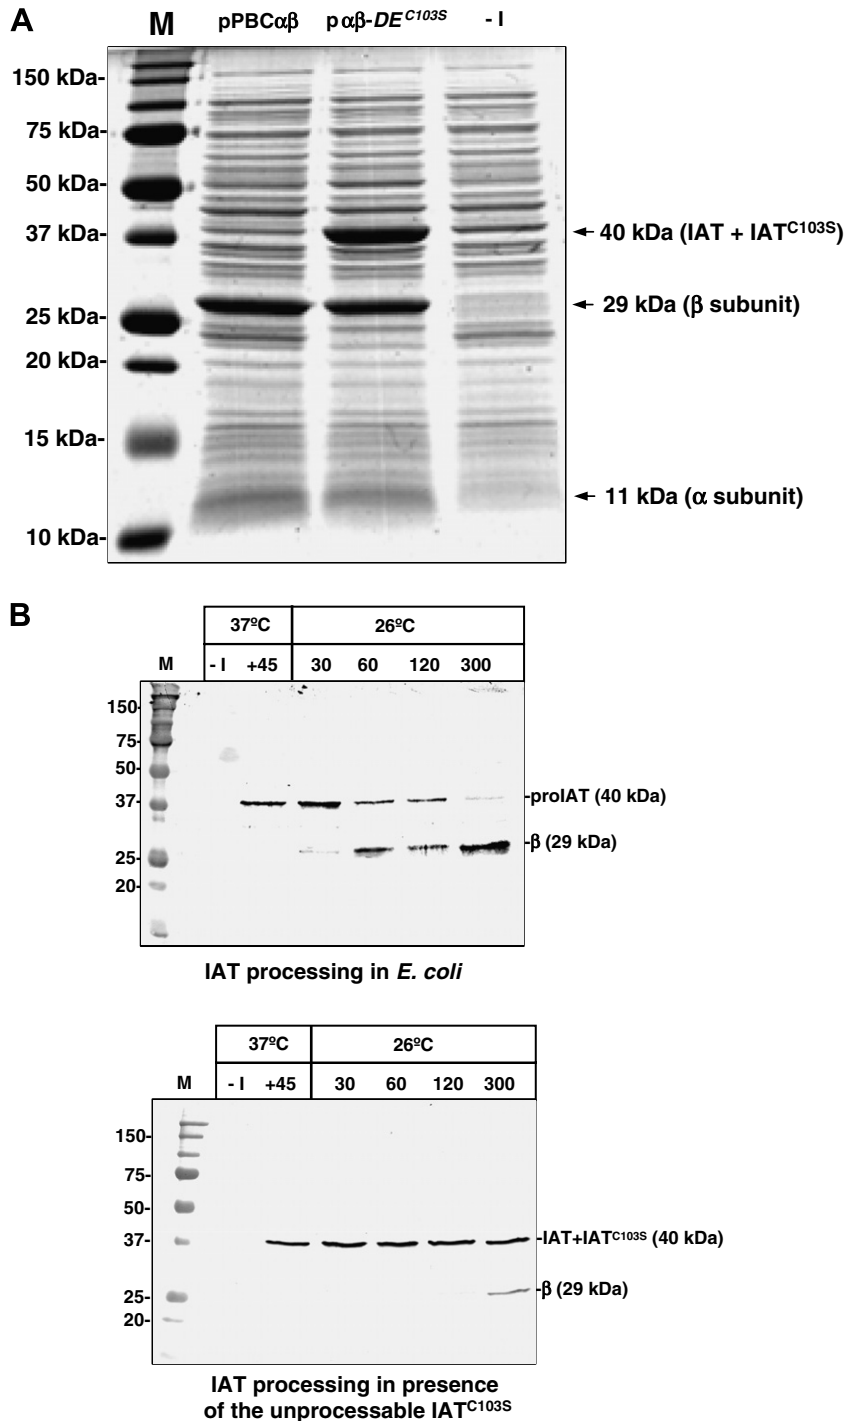 A
M pPBCαβ p αβ-DE^C103S - I
150 kDa-
75 kDa-
50 kDa-
37 kDa-
25 kDa-
20 kDa-
15 kDa-
10 kDa-
40 kDa (IAT + IAT^C103S)
29 kDa (β subunit)
11 kDa (α subunit)
B
37ºC 26ºC
M - I +45 30 60 120 300
150-
75-
50-
37-
25-
20-
-proIAT (40 kDa)
-β (29 kDa)
IAT processing in E. coli
37ºC 26ºC
M - I +45 30 60 120 300
150-
75-
50-
37-
25-
20-
-IAT+IAT^C103S (40 kDa)
-β (29 kDa)
IAT processing in presence
of the unprocessable IAT^C103S